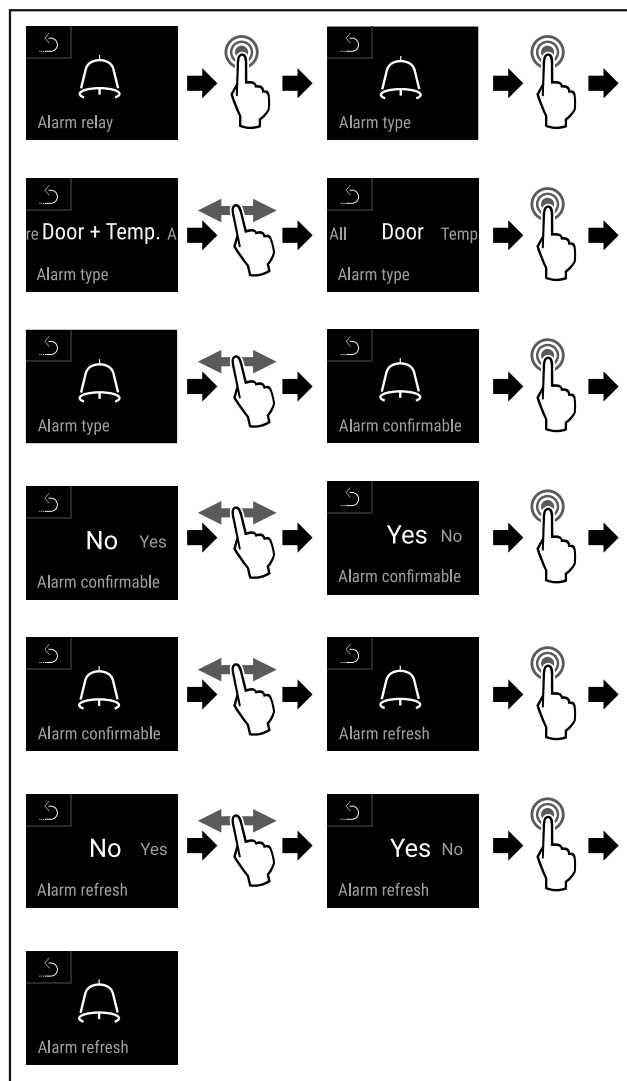 Alarm relay
Alarm type
re Door + Temp. A
Alarm type
All Door Temp
Alarm type
Alarm type
Alarm confirmable
No Yes
Alarm confirmable
Yes No
Alarm confirmable
Alarm confirmable
Alarm refresh
No Yes
Alarm refresh
Yes No
Alarm refresh
Alarm refresh